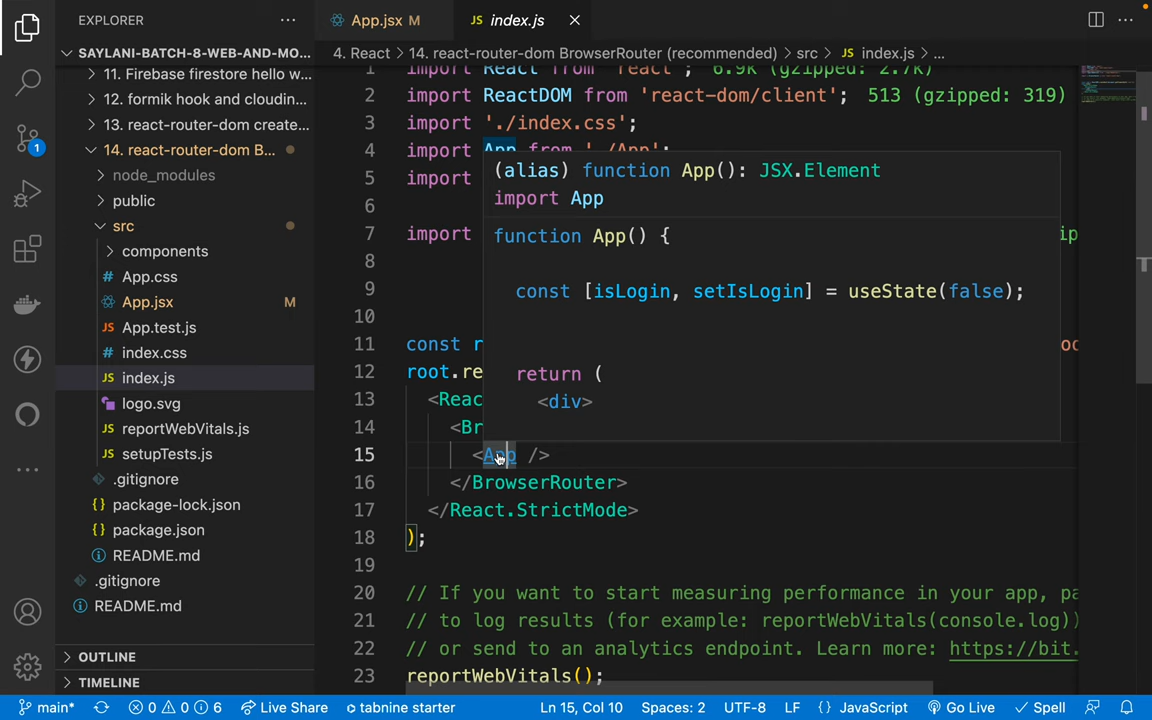 EXPLORER
SAYLANI-BATCH-8-WEB-AND-MO...
11. Firebase firestore hello w...
12. formik hook and cloudin...
13. react-router-dom create...
14. react-router-dom B...
node_modules
public
src
components
App.css
App.jsx M
App.test.js
index.css
index.js
logo.svg
reportWebVitals.js
setupTests.js
.gitignore
package-lock.json
package.json
README.md
.gitignore
README.md
OUTLINE
TIMELINE
App.jsx M
index.js
4. React > 14. react-router-dom BrowserRouter (recommended) > src > index.js > ...
1 import React from 'react'; 6.9K (gzipped: 2.7K)
2 import ReactDOM from 'react-dom/client'; 513 (gzipped: 319)
3 import './index.css';
4 import App from './App';
5 import
6
7 import
8
9
10
11 const r
12 root.re
13 <Reac
14 <Br
15 <App />
16 </BrowserRouter>
17 </React.StrictMode>
18 );
19
20 // If you want to start measuring performance in your app, pa
21 // to log results (for example: reportWebVitals(console.log))
22 // or send to an analytics endpoint. Learn more: https://bit.
23 reportWebVitals();
(alias) function App(): JSX.Element
import App
function App() {
const [isLogin, setIsLogin] = useState(false);
return (
<div>
1
main* 0 0 6 Live Share tabnine starter Ln 15, Col 10 Spaces: 2 UTF-8 LF {} JavaScript Go Live Spell